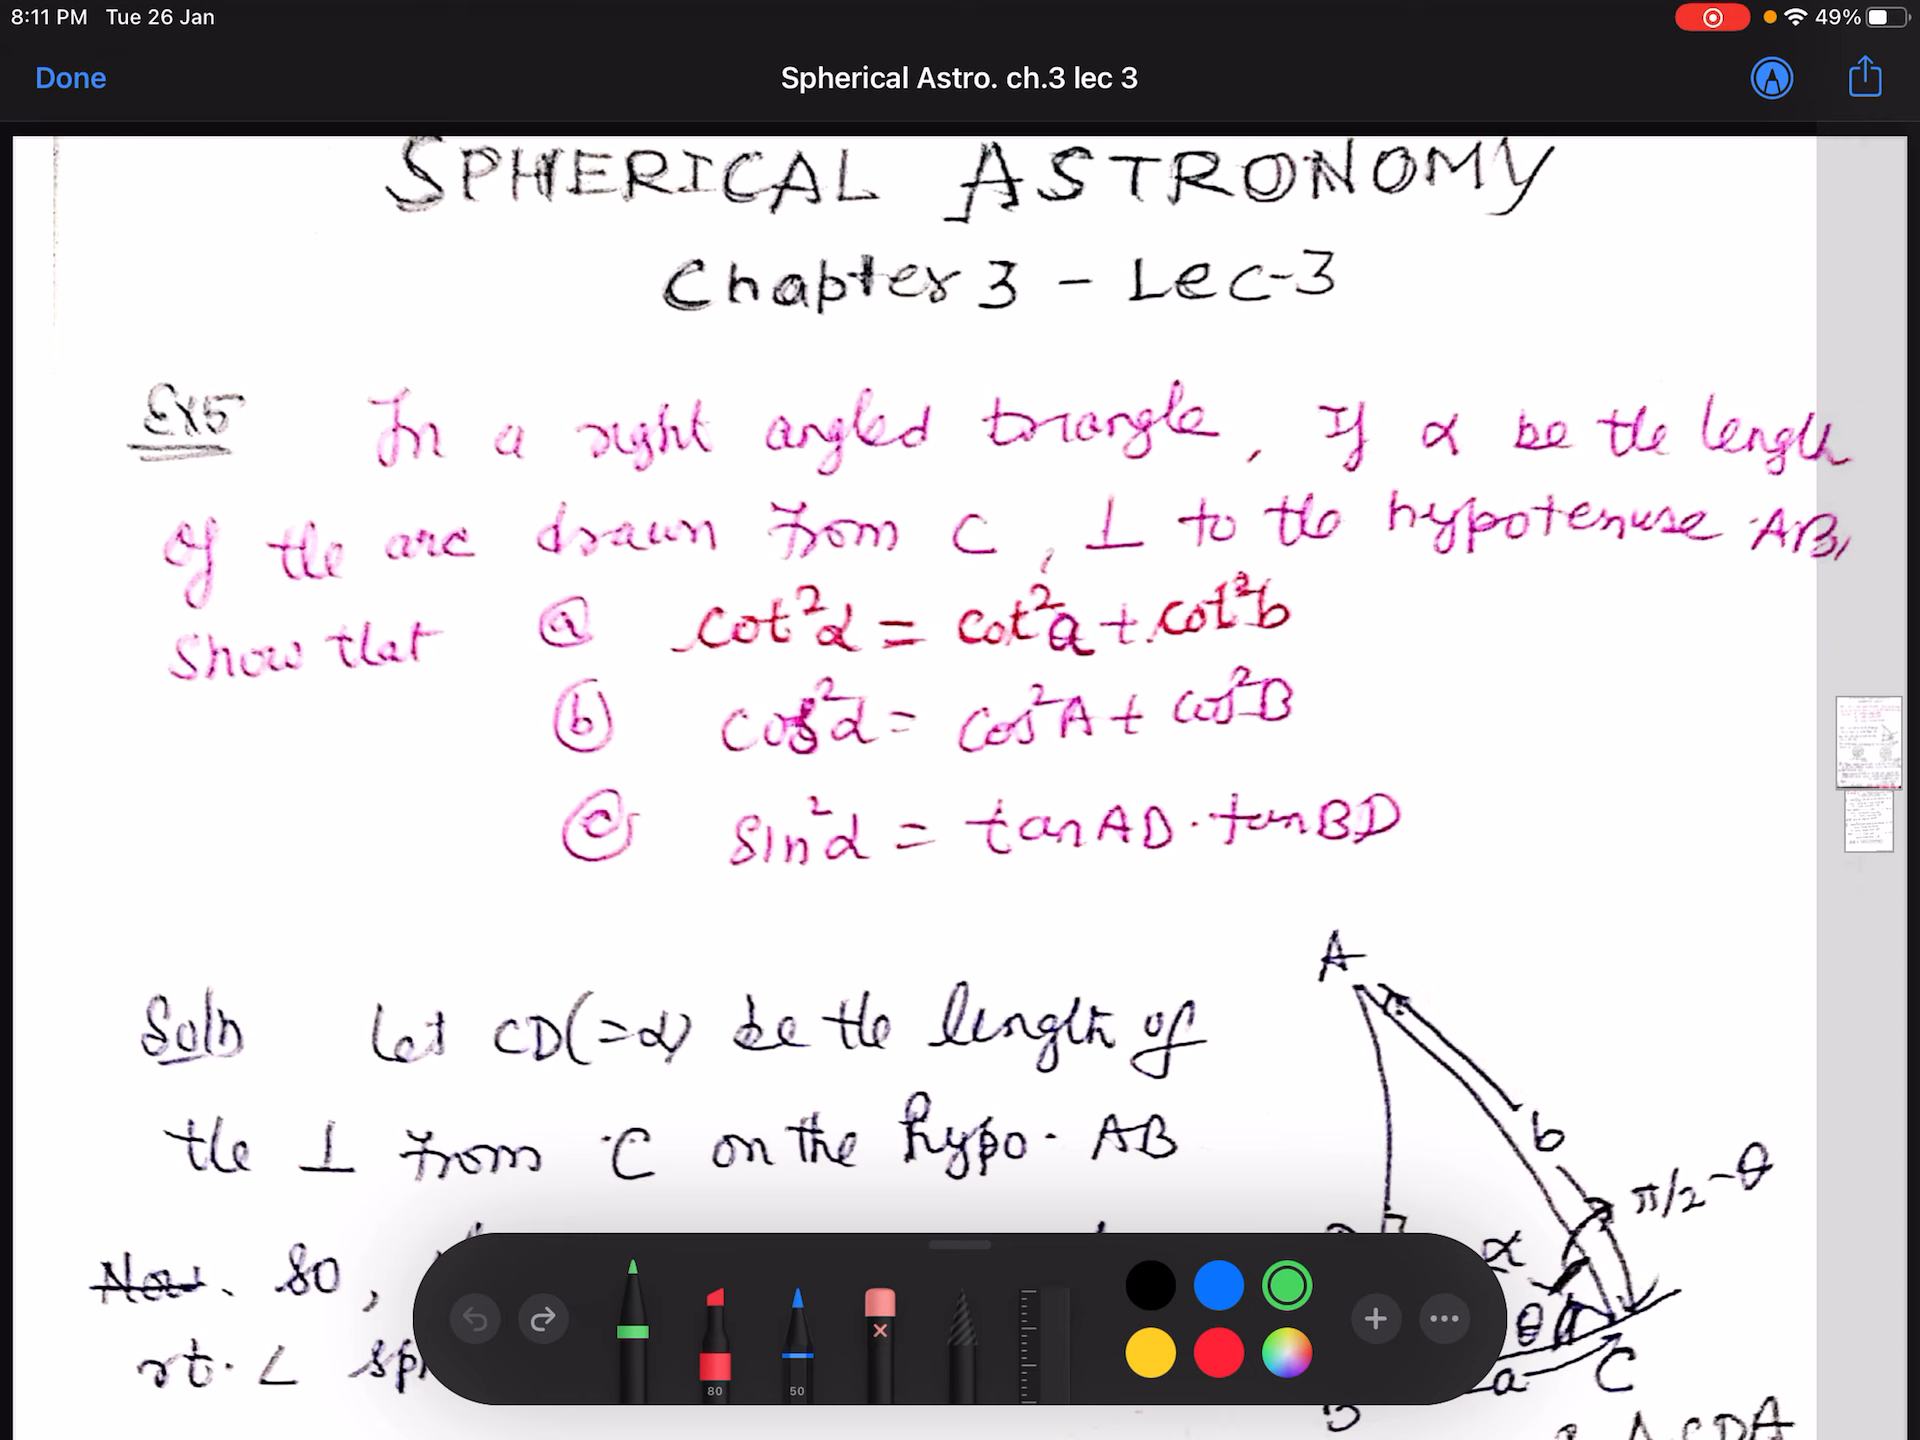 8:11 PM Tue 26 Jan 49%
Done Spherical Astro. ch.3 lec 3
SPHERICAL ASTRONOMY
Chapter 3 - Lec-3
Ex5 In a right angled triangle, If α be the length
of the arc drawn from C, ⊥ to the hypotenuse AB,
Show that (a) cot²α = cot²a + cot²b
(b) cos²α = cos²A + cos²B
(c) sin²α = tanAD · tanBD
A
Soln Let CD(=α) be the length of
the ⊥ from C on the hypo. AB
b
π/2 - θ
α
Now. So,
θ
rt. ∠ sp
a C
80 50
B
ΔCDA